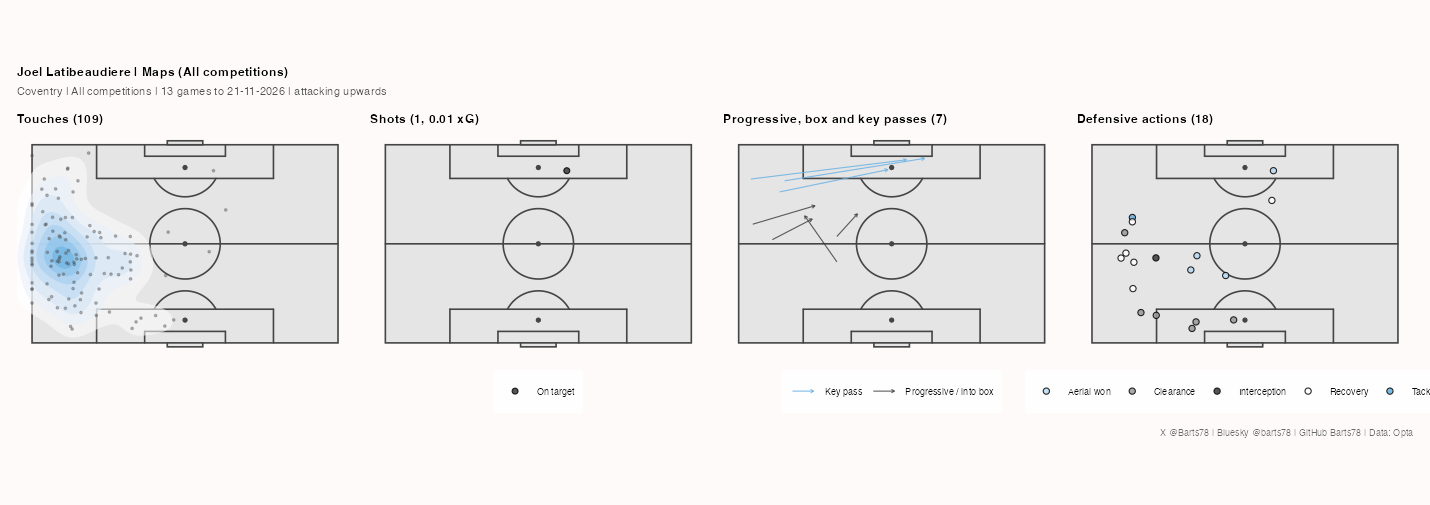 Joel Latibeaudiere | Maps (All competitions)
Coventry | All competitions | 13 games to 21-11-2026 | attacking upwards
Touches (109)
Shots (1, 0.01 xG)
Progressive, box and key passes (7)
Defensive actions (18)
On target
Key pass
Progressive / into box
Aerial won
Clearance
Interception
Recovery
Tack
X @Barts78 | Bluesky @barts78 | GitHub Barts78 | Data: Opta